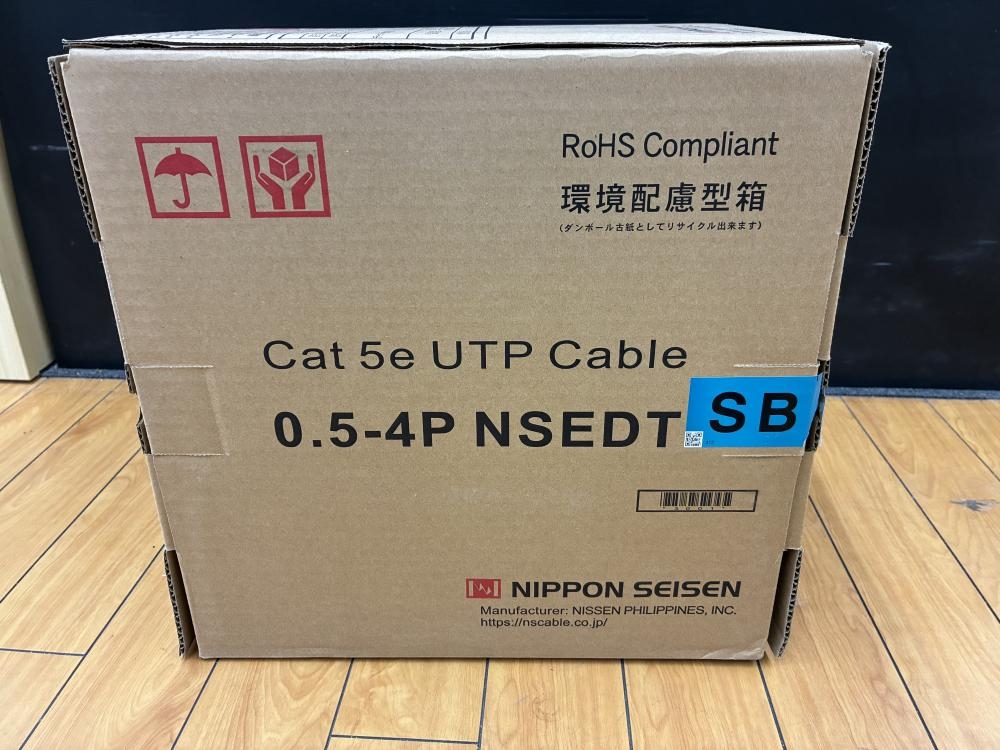 RoHS Compliant
環境配慮型箱
(ダンボール古紙としてリサイクル出来ます)
Cat 5e UTP Cable
0.5-4P NSEDT SB
NIPPON SEISEN
Manufacturer: NISSEN PHILIPPINES, INC.
https://nscable.co.jp/